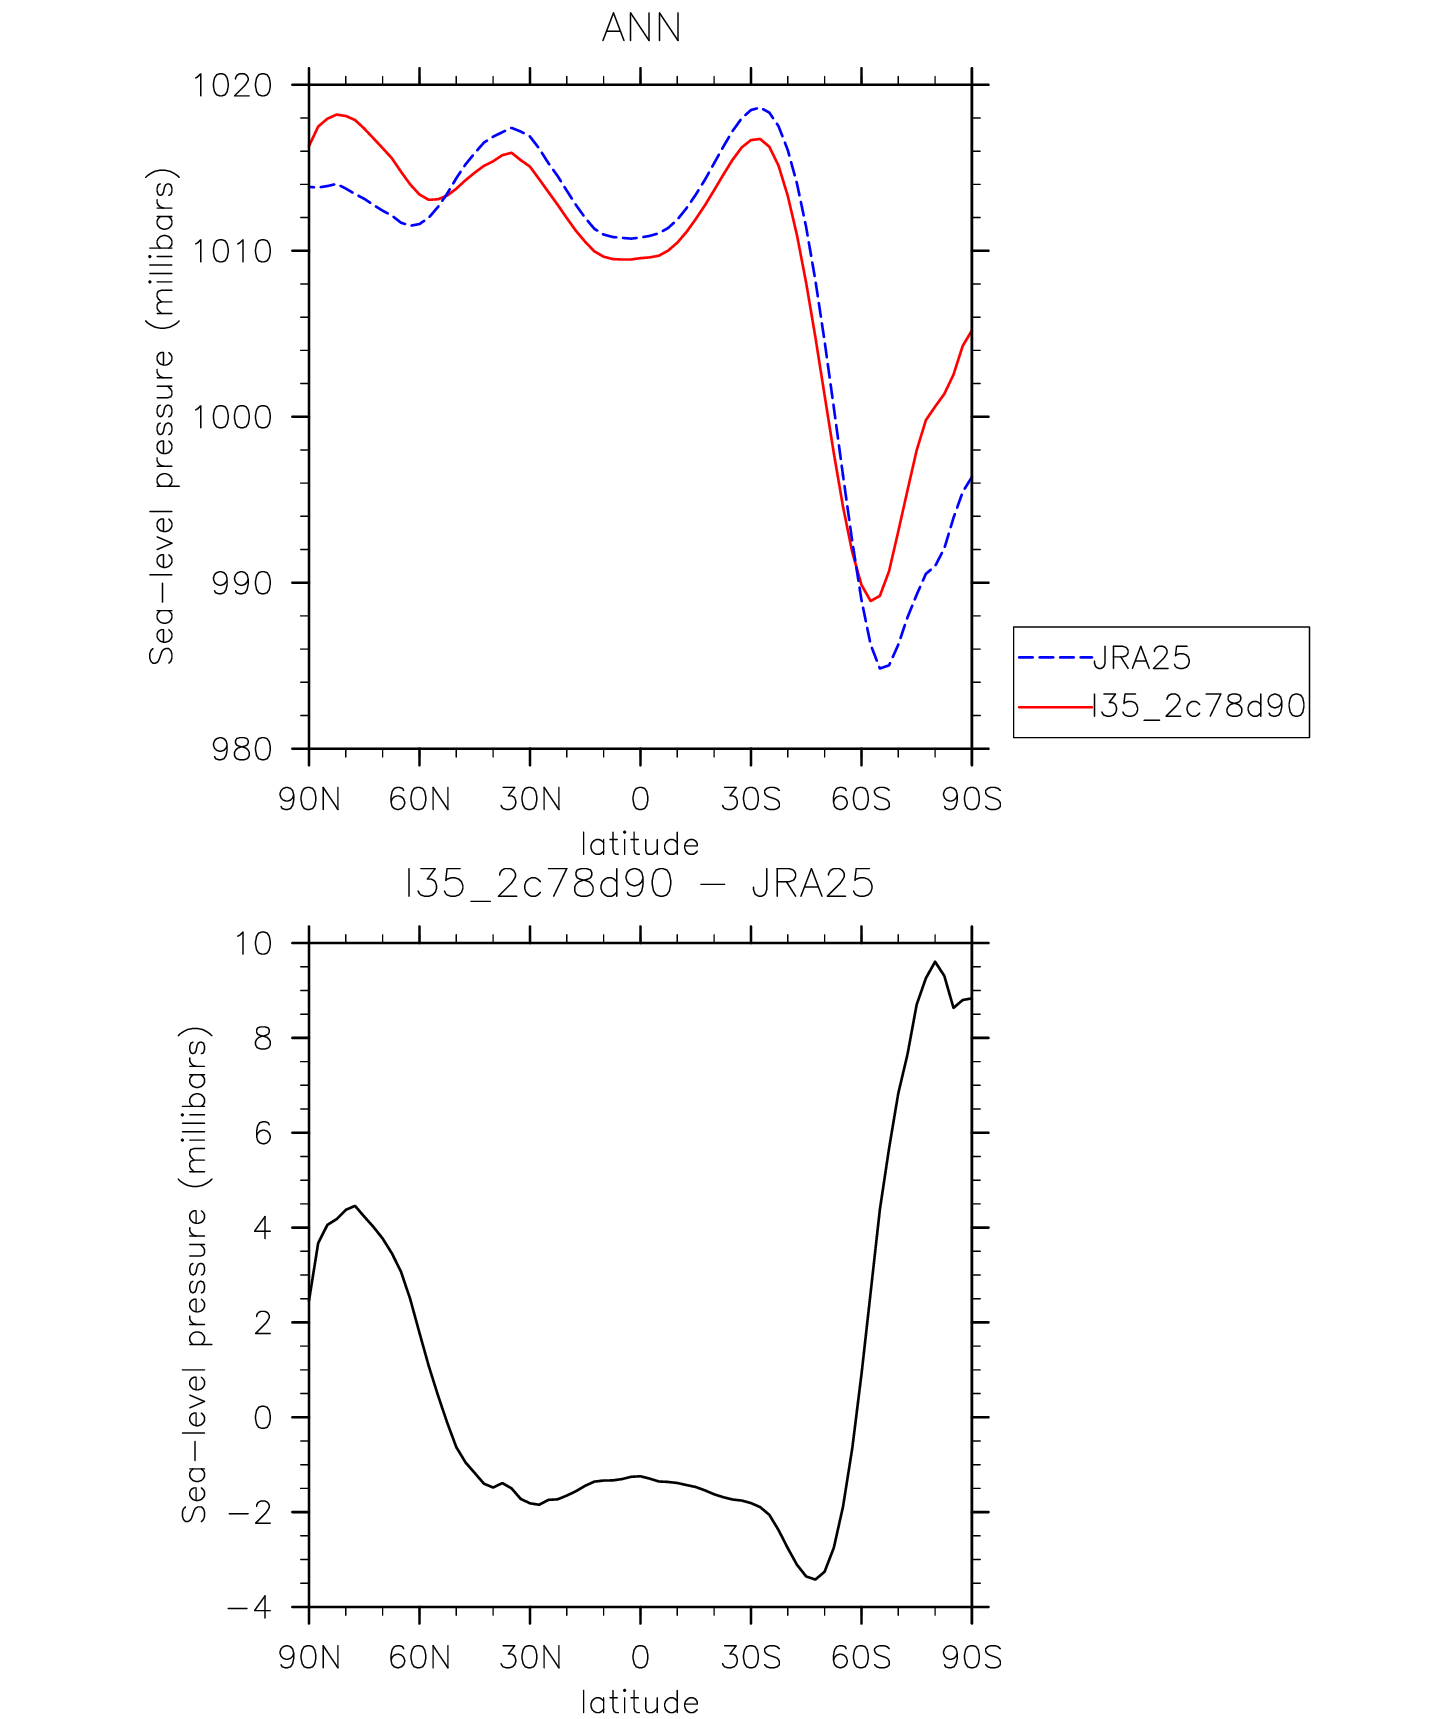 ANN
1020
1010
1000
990
980
Sea-level pressure (millibars)
90N 60N 30N 0 30S 60S 90S
latitude
JRA25
I35_2c78d90
I35_2c78d90 - JRA25
10
8
6
4
2
0
-2
-4
Sea-level pressure (millibars)
90N 60N 30N 0 30S 60S 90S
latitude